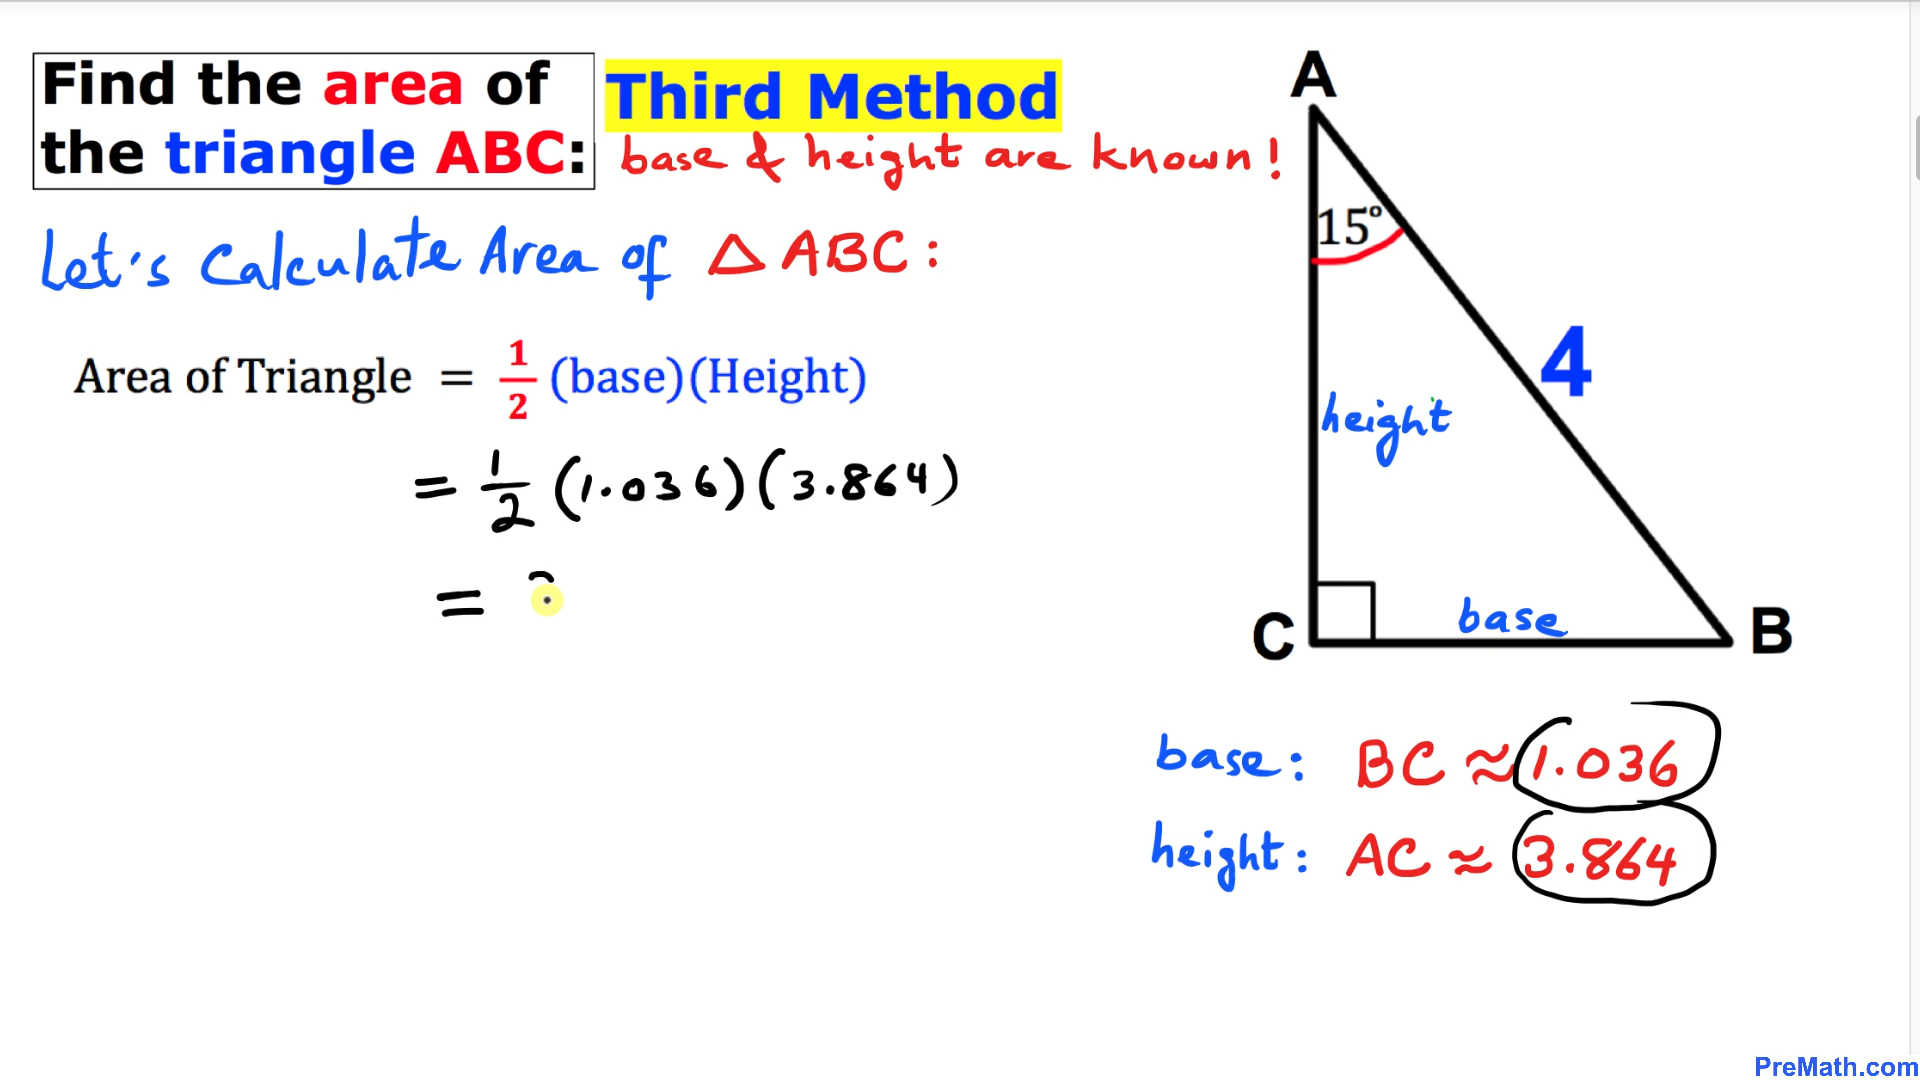 Find the area of
the triangle ABC:
Third Method
base & height are known!
Let's Calculate Area of △ ABC:
Area of Triangle = 1/2 (base)(Height)
= 1/2 (1.036)(3.864)
=
A
15°
4
height
base
C
B
base: BC ≈ 1.036
height: AC ≈ 3.864
PreMath.com